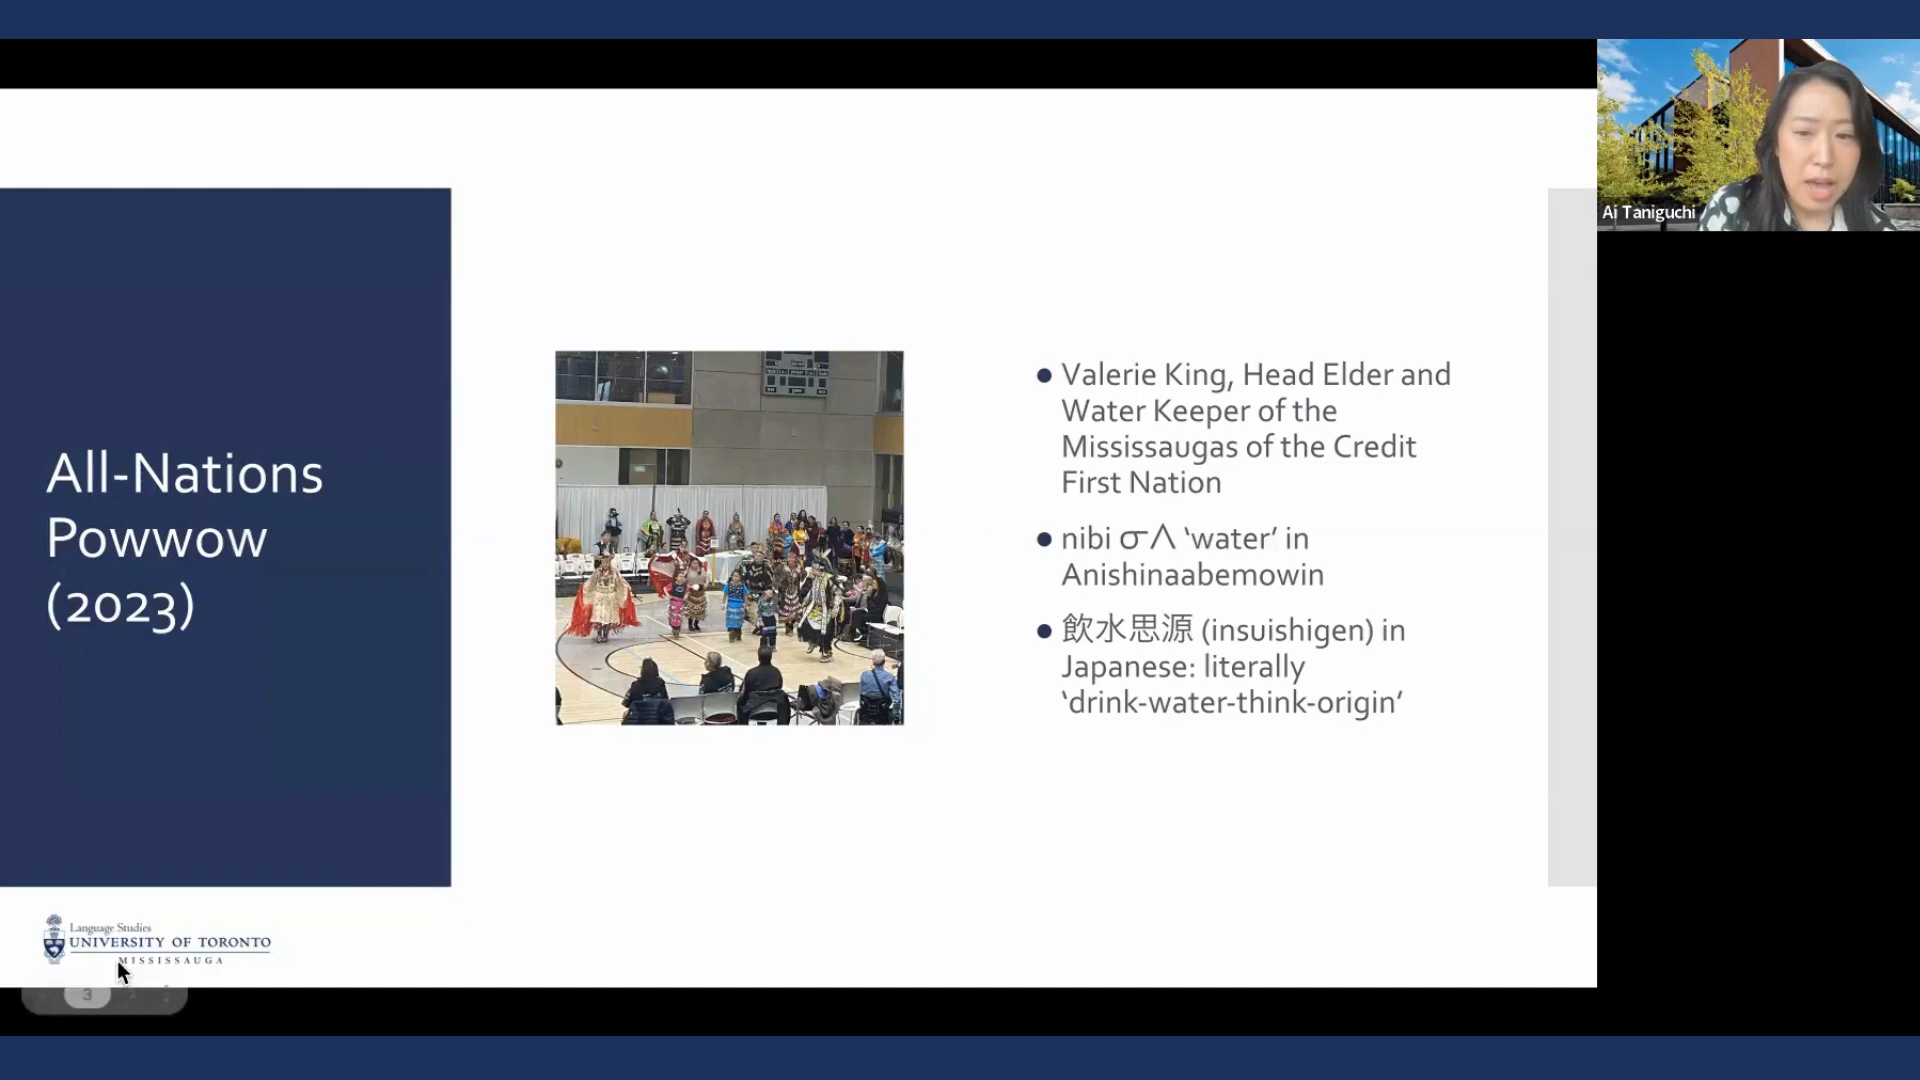 Ai Taniguchi
All-Nations
Powwow
(2023)
• Valerie King, Head Elder and
Water Keeper of the
Mississaugas of the Credit
First Nation
• nibi ᓂᐱ ‘water’ in
Anishinaabemowin
• 飲水思源 (insuishigen) in
Japanese: literally
‘drink-water-think-origin’
Language Studies
UNIVERSITY OF TORONTO
MISSISSAUGA
3